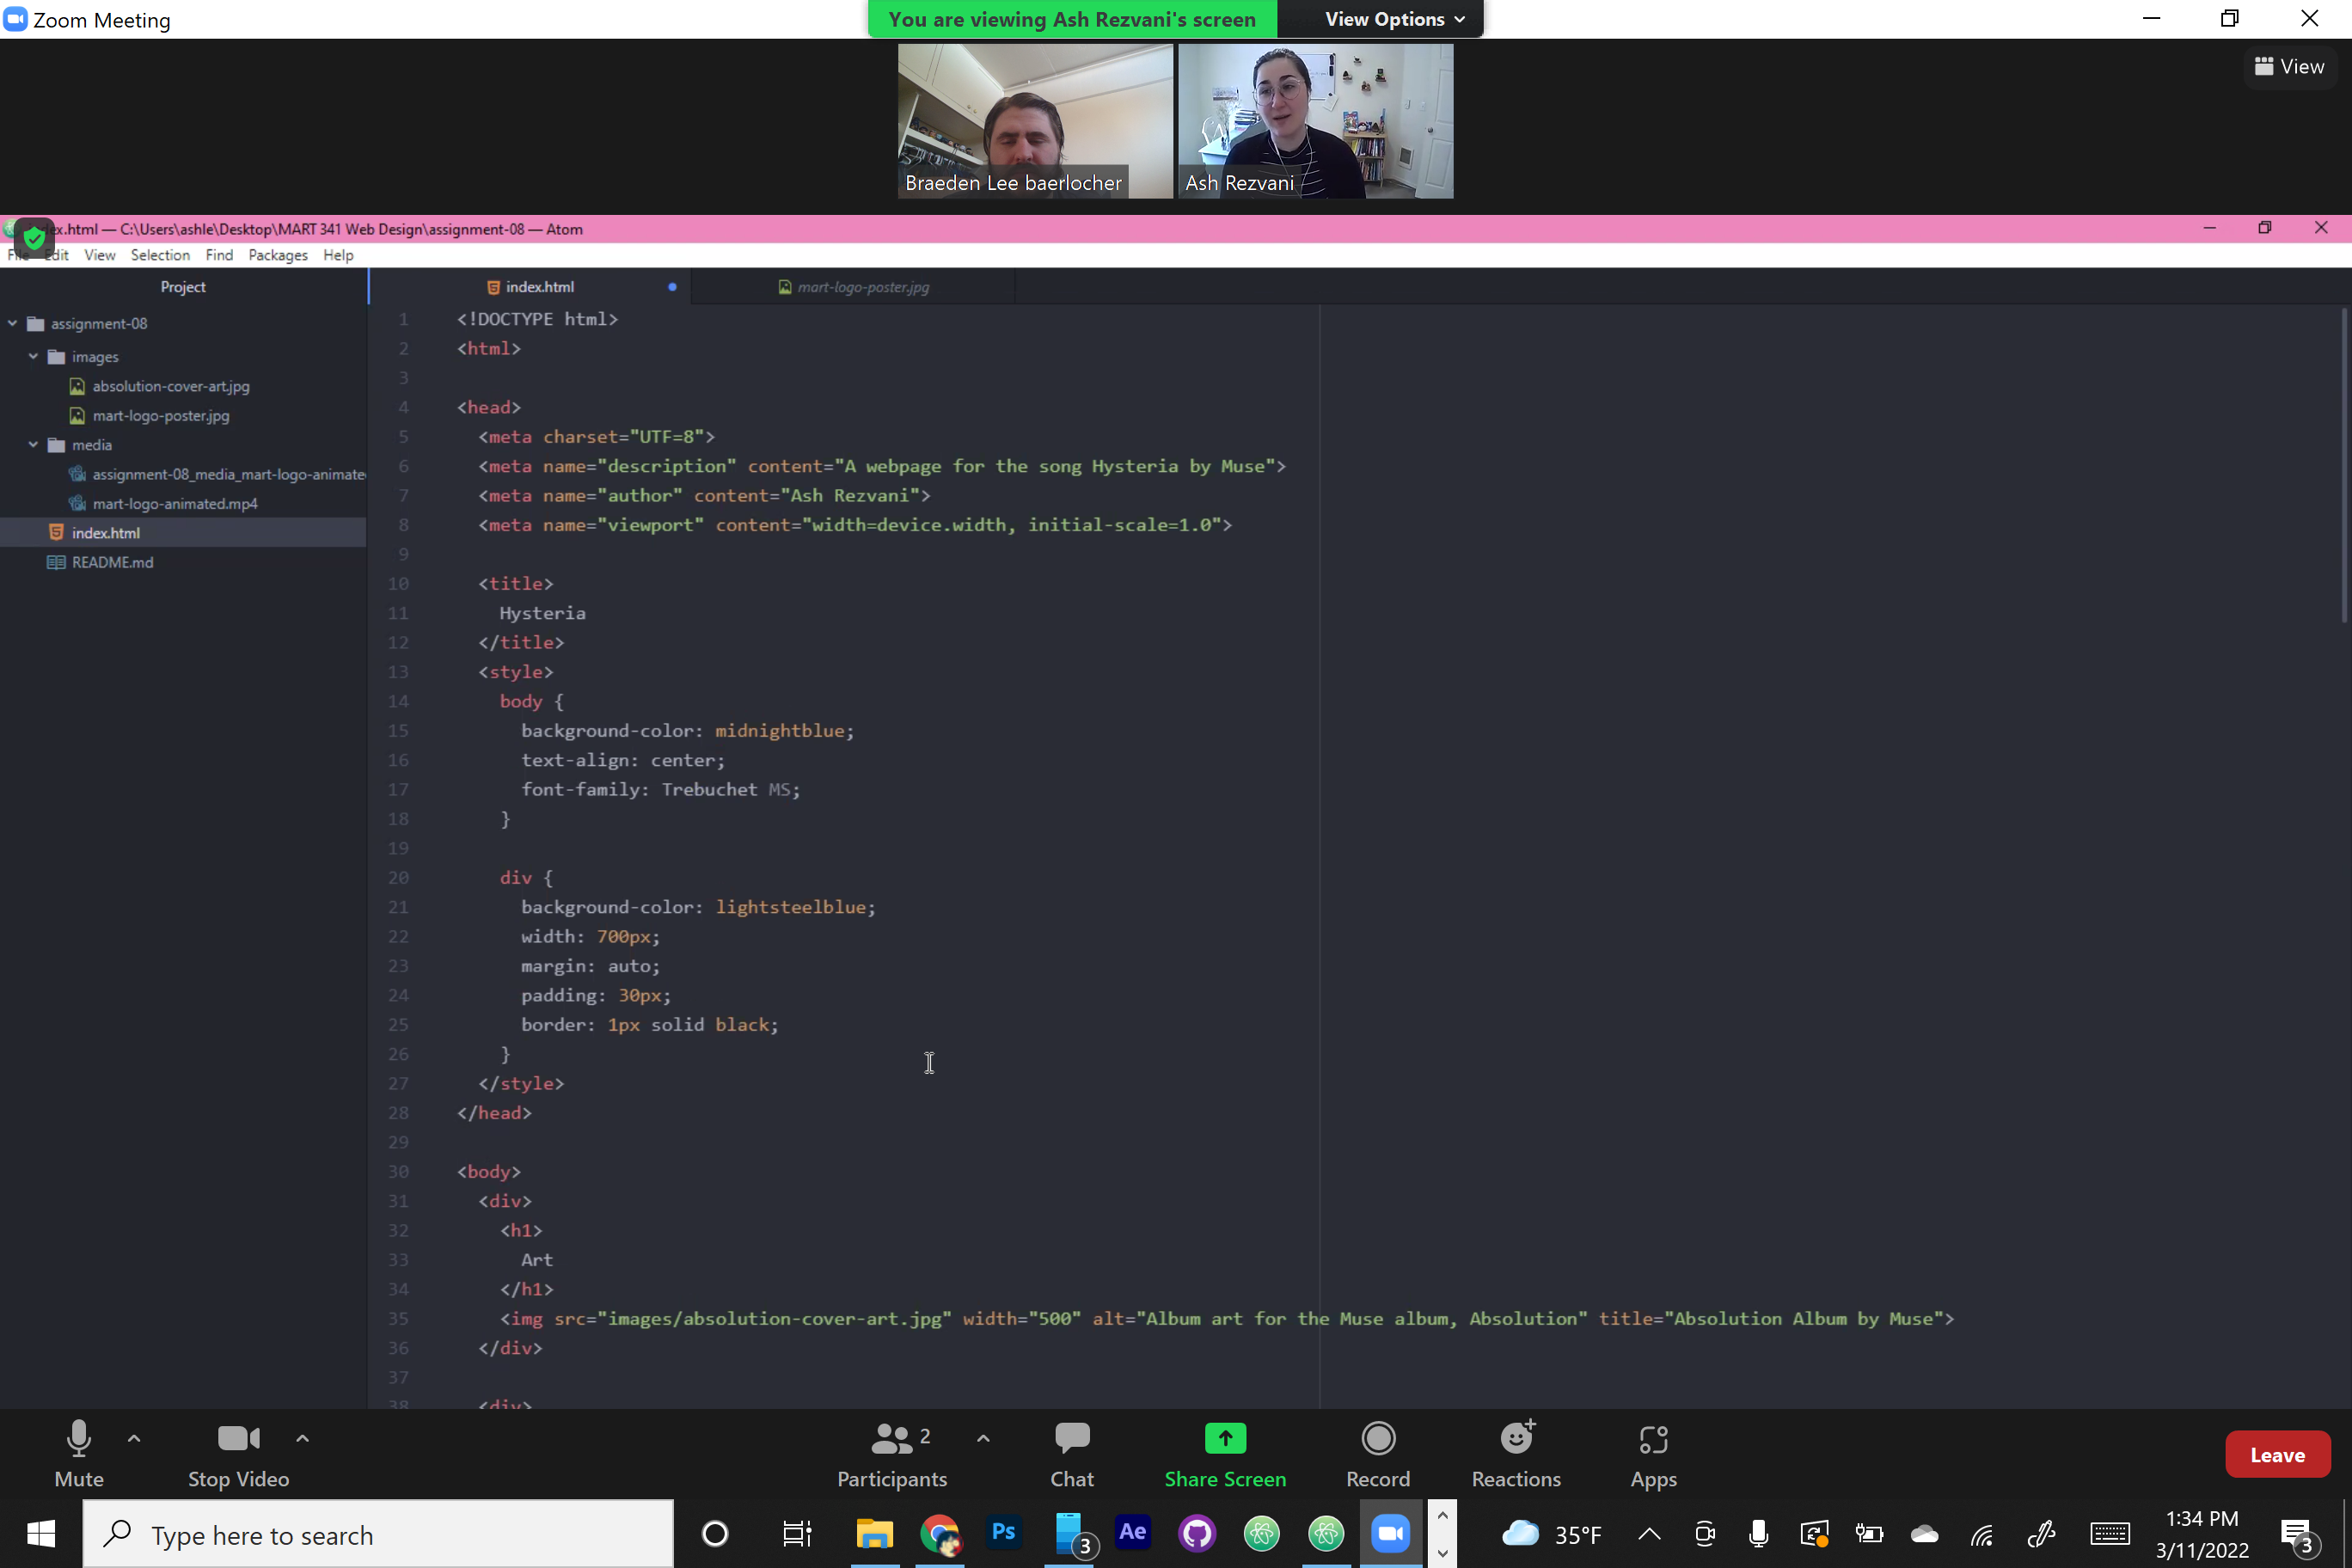 Zoom Meeting
You are viewing Ash Rezvani's screen
View Options
View
Braeden Lee baerlocher
Ash Rezvani
ex.html — C:\Users\ashle\Desktop\MART 341 Web Design\assignment-08 — Atom
File Edit View Selection Find Packages Help
Project
index.html
mart-logo-poster.jpg
assignment-08
images
absolution-cover-art.jpg
mart-logo-poster.jpg
media
assignment-08_media_mart-logo-animate
mart-logo-animated.mp4
index.html
README.md
1 <!DOCTYPE html>
2 <html>
3
4 <head>
5 <meta charset="UTF=8">
6 <meta name="description" content="A webpage for the song Hysteria by Muse">
7 <meta name="author" content="Ash Rezvani">
8 <meta name="viewport" content="width=device.width, initial-scale=1.0">
9
10 <title>
11 Hysteria
12 </title>
13 <style>
14 body {
15 background-color: midnightblue;
16 text-align: center;
17 font-family: Trebuchet MS;
18 }
19
20 div {
21 background-color: lightsteelblue;
22 width: 700px;
23 margin: auto;
24 padding: 30px;
25 border: 1px solid black;
26 }
27 </style>
28 </head>
29
30 <body>
31 <div>
32 <h1>
33 Art
34 </h1>
35 <img src="images/absolution-cover-art.jpg" width="500" alt="Album art for the Muse album, Absolution" title="Absolution Album by Muse">
36 </div>
37
38 <div>
Mute
Stop Video
2
Participants
Chat
Share Screen
Record
Reactions
Apps
Leave
Type here to search
Ps
3
Ae
35°F
1:34 PM
3/11/2022
3